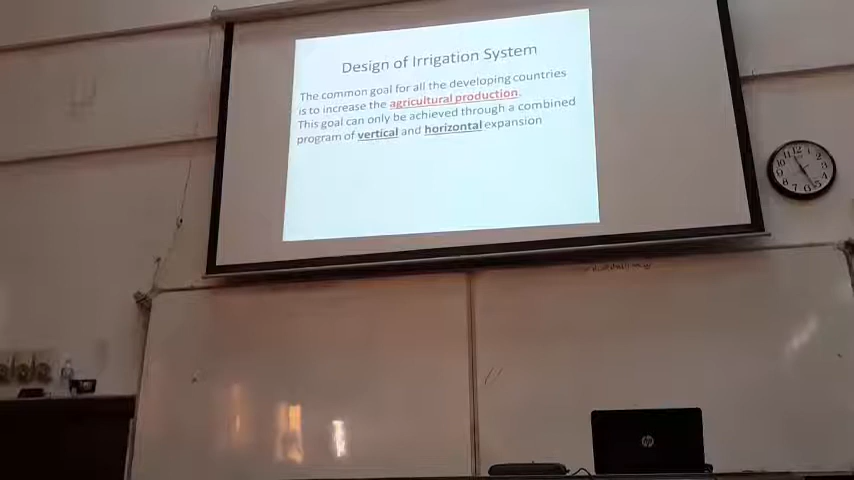 Design of Irrigation System
The common goal for all the developing countries
is to increase the agricultural production.
This goal can only be achieved through a combined
program of vertical and horizontal expansion
hp